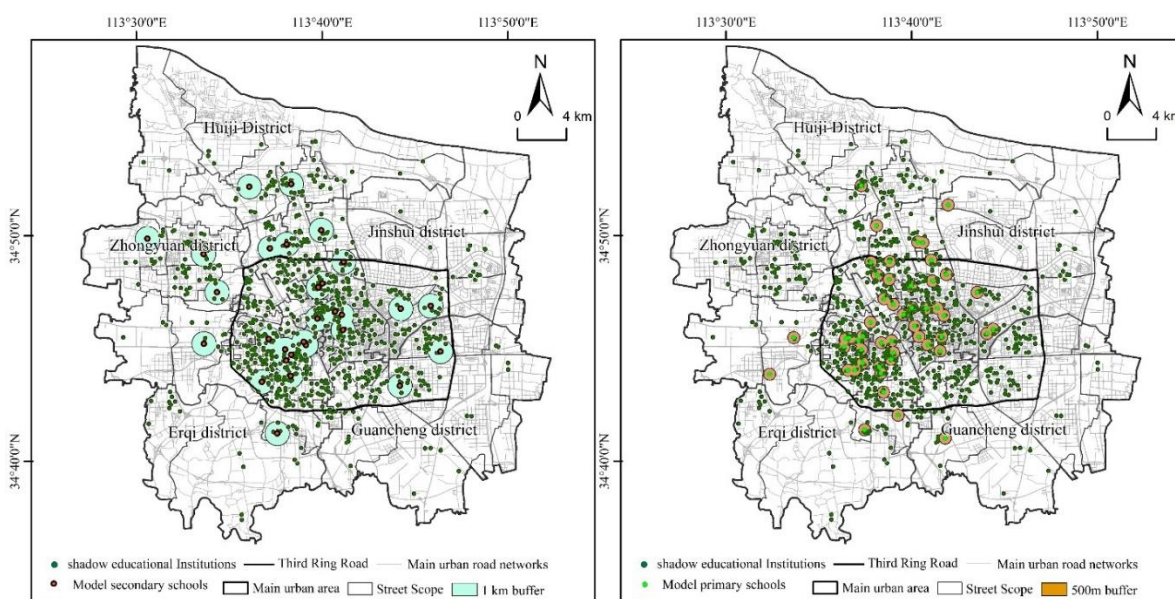 113°30'0"E 113°40'0"E 113°50'0"E
N
0 4 km
Huiji District
34°50'0"N
Zhongyuan district
Jinshui district
Erqi district
Guancheng district
34°40'0"N
shadow educational Institutions Third Ring Road Main urban road networks
Model secondary schools Main urban area Street Scope 1 km buffer
113°30'0"E 113°40'0"E 113°50'0"E
N
0 4 km
Huiji District
34°50'0"N
Zhongyuan district
Jinshui district
Erqi district
Guancheng district
34°40'0"N
shadow educational Institutions Third Ring Road Main urban road networks
Model primary schools Main urban area Street Scope 500m buffer